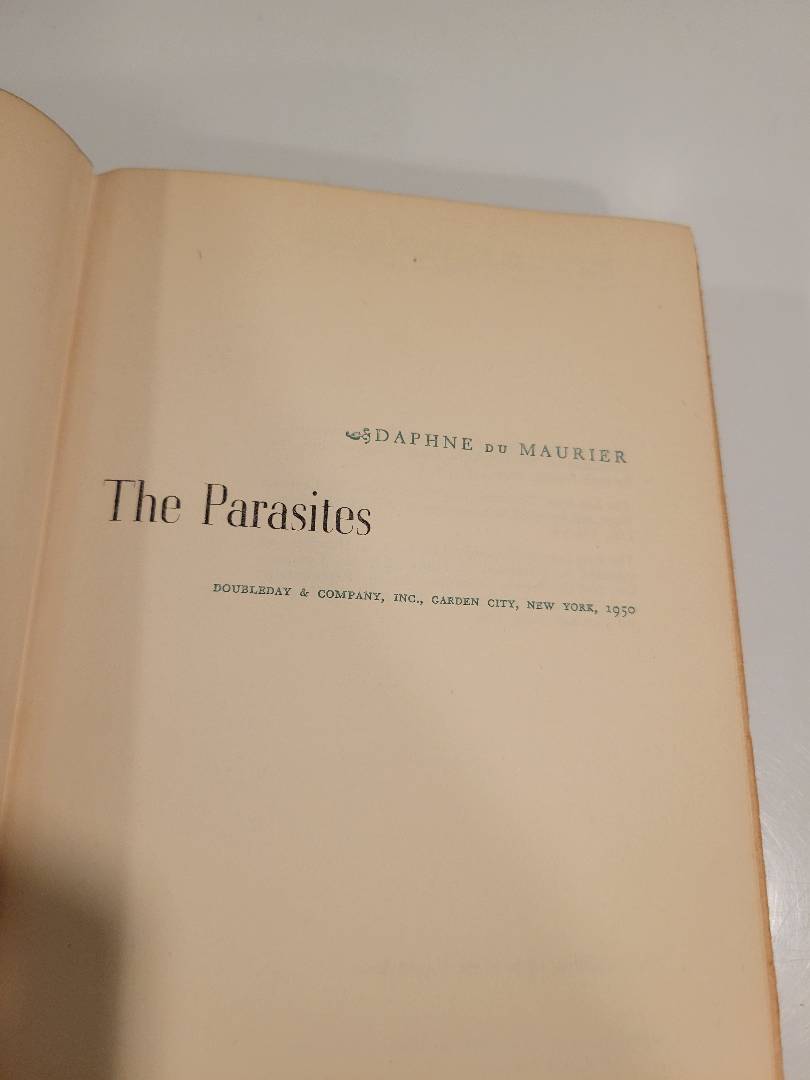 DAPHNE DU MAURIER
The Parasites
DOUBLEDAY & COMPANY, INC., GARDEN CITY, NEW YORK, 1950